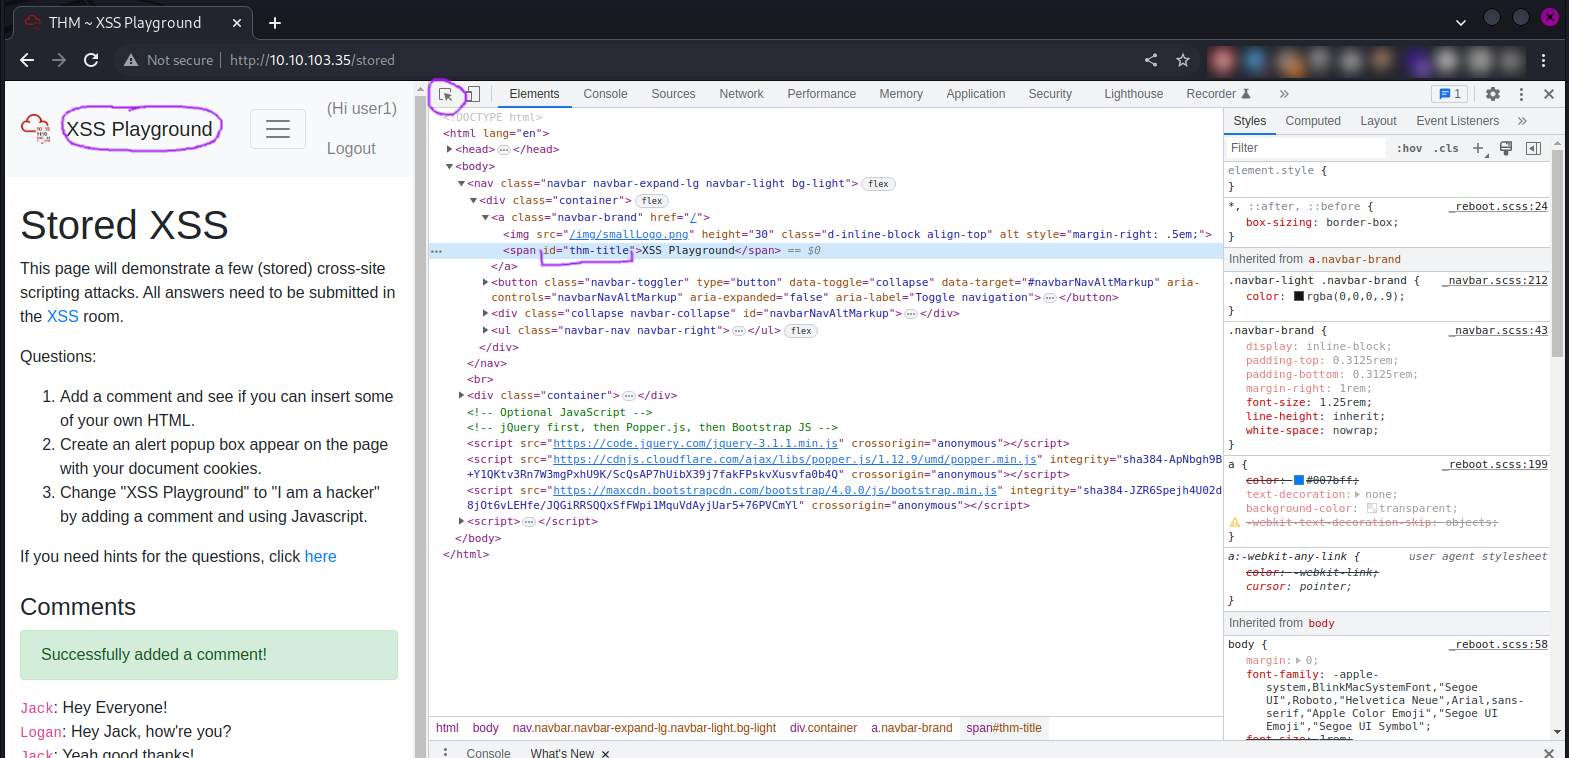 THM ~ XSS Playground
Not secure
http://10.10.103.35/stored
XSS Playground
(Hi user1)
Logout
Stored XSS
This page will demonstrate a few (stored) cross-site
scripting attacks. All answers need to be submitted in
the XSS room.
Questions:
1. Add a comment and see if you can insert some
of your own HTML.
2. Create an alert popup box appear on the page
with your document cookies.
3. Change "XSS Playground" to "I am a hacker"
by adding a comment and using Javascript.
If you need hints for the questions, click here
Comments
Successfully added a comment!
Jack: Hey Everyone!
Logan: Hey Jack, how're you?
Jack: Yeah good thanks!
Elements Console Sources Network Performance Memory Application Security Lighthouse Recorder » 1
<!DOCTYPE html>
<html lang="en">
<head>…</head>
<body>
<nav class="navbar navbar-expand-lg navbar-light bg-light"> flex
<div class="container"> flex
<a class="navbar-brand" href="/">
<img src="/img/smallLogo.png" height="30" class="d-inline-block align-top" alt style="margin-right: .5em;">
<span id="thm-title">XSS Playground</span> == $0
</a>
<button class="navbar-toggler" type="button" data-toggle="collapse" data-target="#navbarNavAltMarkup" aria-
controls="navbarNavAltMarkup" aria-expanded="false" aria-label="Toggle navigation">…</button>
<div class="collapse navbar-collapse" id="navbarNavAltMarkup">…</div>
<ul class="navbar-nav navbar-right">…</ul> flex
</div>
</nav>
<br>
<div class="container">…</div>
<!-- Optional JavaScript -->
<!-- jQuery first, then Popper.js, then Bootstrap JS -->
<script src="https://code.jquery.com/jquery-3.1.1.min.js" crossorigin="anonymous"></script>
<script src="https://cdnjs.cloudflare.com/ajax/libs/popper.js/1.12.9/umd/popper.min.js" integrity="sha384-ApNbgh9B
+Y1QKtv3Rn7W3mgPxhU9K/ScQsAP7hUibX39j7fakFPskvXusvfa0b4Q" crossorigin="anonymous"></script>
<script src="https://maxcdn.bootstrapcdn.com/bootstrap/4.0.0/js/bootstrap.min.js" integrity="sha384-JZR6Spejh4U02d
8jOt6vLEHfe/JQGiRRSQQxSfFWpi1MquVdAyjUar5+76PVCmYl" crossorigin="anonymous"></script>
<script>…</script>
</body>
</html>
html body nav.navbar.navbar-expand-lg.navbar-light.bg-light div.container a.navbar-brand span#thm-title
Console What's New
Styles Computed Layout Event Listeners »
Filter :hov .cls +
element.style {
}
*, ::after, ::before { _reboot.scss:24
box-sizing: border-box;
}
Inherited from a.navbar-brand
.navbar-light .navbar-brand { _navbar.scss:212
color: rgba(0,0,0,.9);
}
.navbar-brand { _navbar.scss:43
display: inline-block;
padding-top: 0.3125rem;
padding-bottom: 0.3125rem;
margin-right: 1rem;
font-size: 1.25rem;
line-height: inherit;
white-space: nowrap;
}
a { _reboot.scss:199
color: #007bff;
text-decoration: none;
background-color: transparent;
-webkit-text-decoration-skip: objects;
}
a:-webkit-any-link { user agent stylesheet
color: -webkit-link;
cursor: pointer;
}
Inherited from body
body { _reboot.scss:58
margin: 0;
font-family: -apple-
system,BlinkMacSystemFont,"Segoe
UI",Roboto,"Helvetica Neue",Arial,sans-
serif,"Apple Color Emoji","Segoe UI
Emoji","Segoe UI Symbol";
font-size: 1rem;